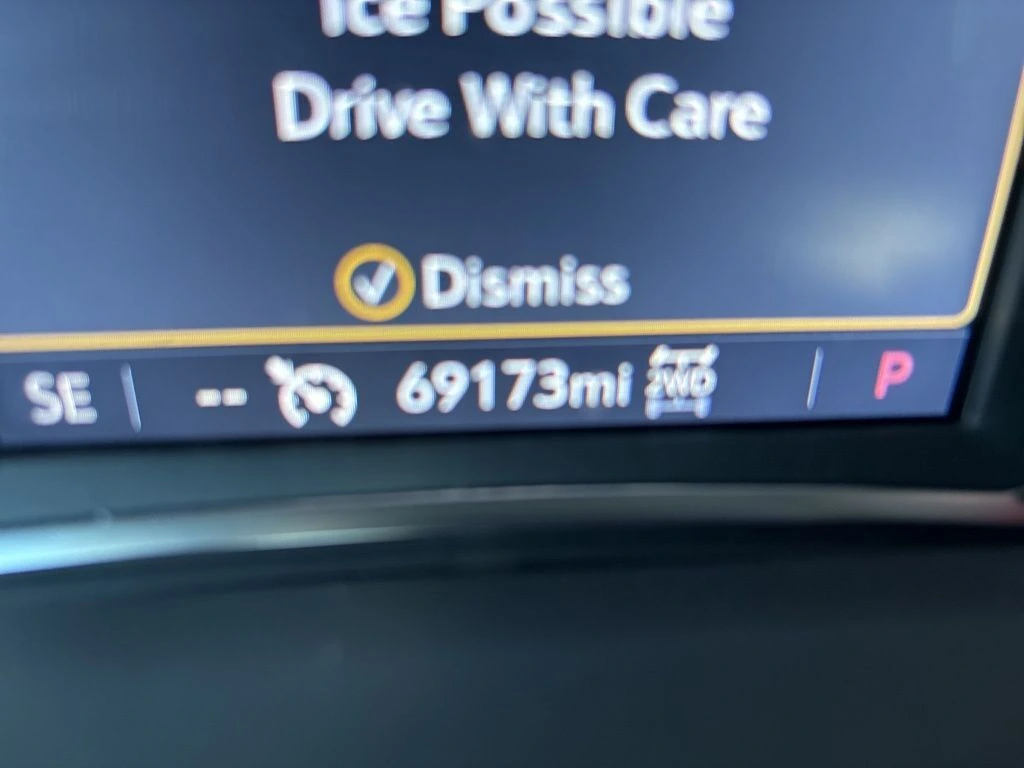 Ice Possible
Drive With Care
Dismiss
SE -- 69173mi 2WD P